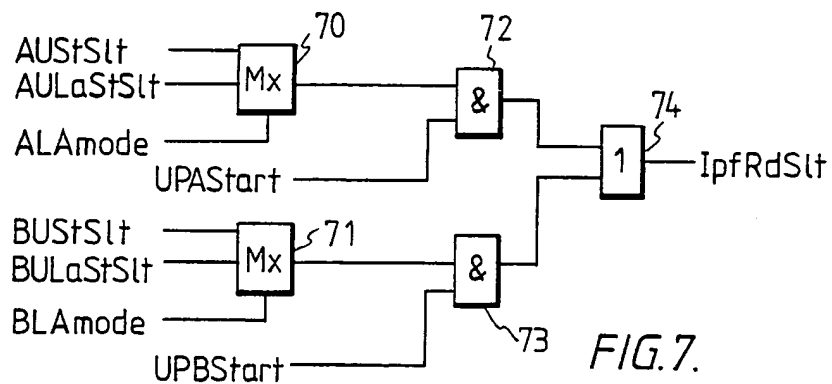 AUStSlt
AULaStSlt
Mx
70
ALAmode
UPAStart
&
72
1
74
IpfRdSlt
BUStSlt
BULaStSlt
Mx
71
BLAmode
UPBStart
&
73
FIG.7.